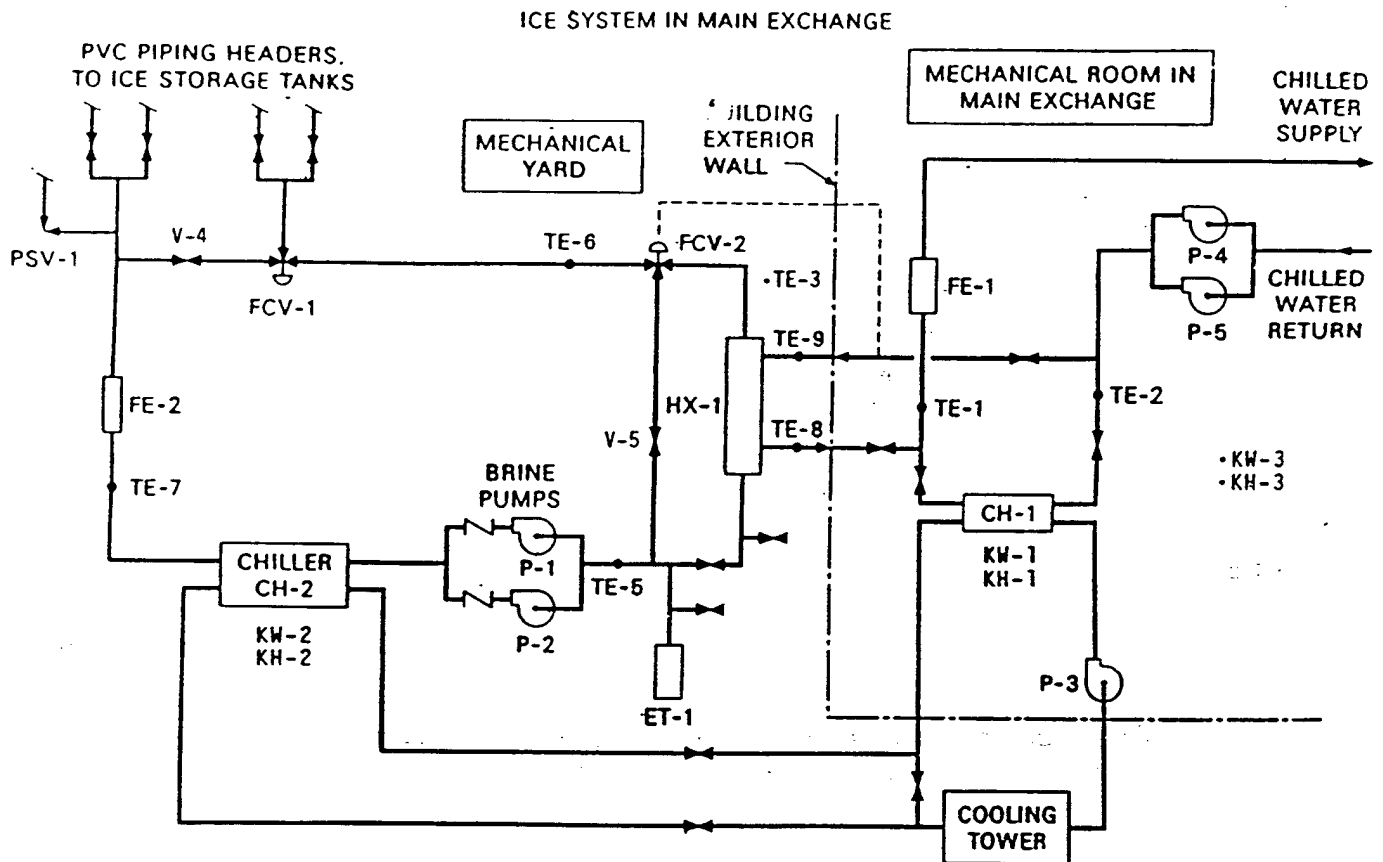 ICE SYSTEM IN MAIN EXCHANGE
PVC PIPING HEADERS,
TO ICE STORAGE TANKS
MECHANICAL
YARD
BUILDING
EXTERIOR
WALL
MECHANICAL ROOM IN
MAIN EXCHANGE
CHILLED
WATER
SUPPLY
PSV-1
V-4
FCV-1
TE-6
FCV-2
TE-3
FE-1
P-4
P-5
CHILLED
WATER
RETURN
TE-9
HX-1
TE-8
TE-1
TE-2
FE-2
V-5
TE-7
BRINE
PUMPS
P-1
P-2
TE-5
CHILLER
CH-2
KW-2
KH-2
ET-1
CH-1
KW-1
KH-1
KW-3
KH-3
P-3
COOLING
TOWER